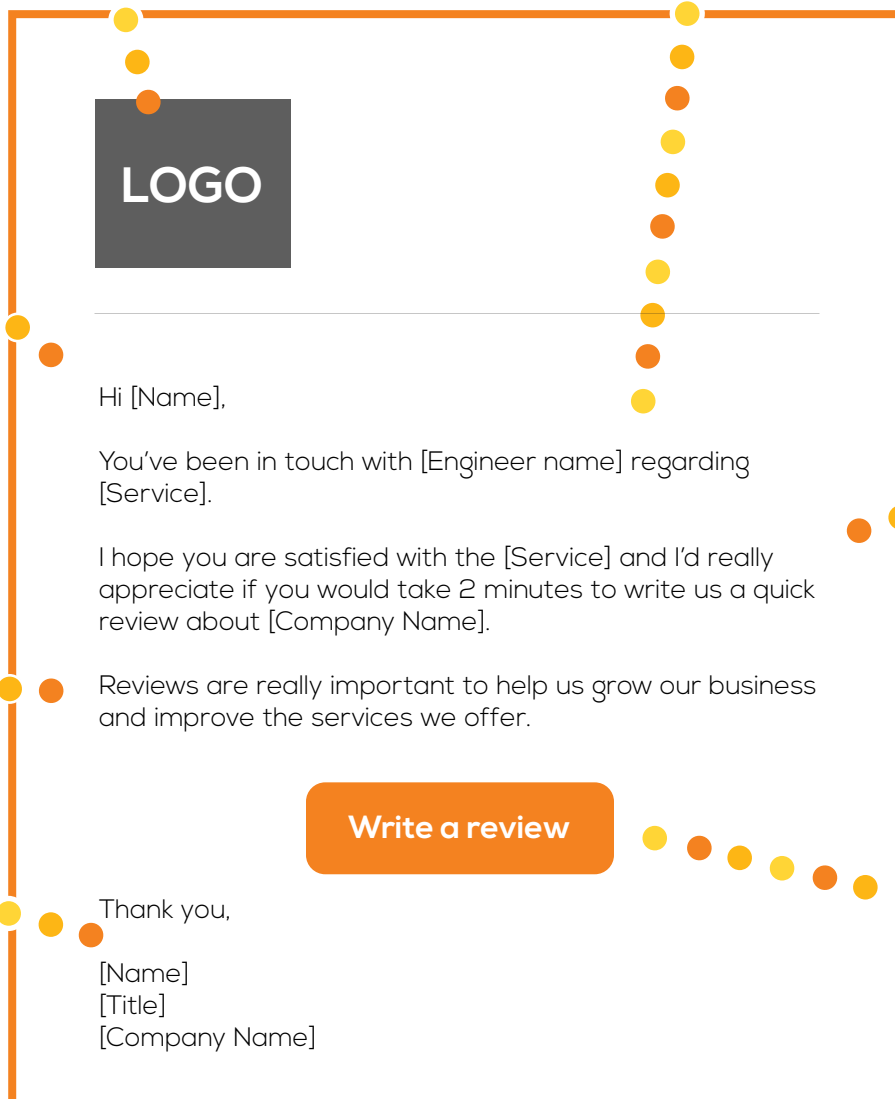 LOGO
Hi [Name],
You’ve been in touch with [Engineer name] regarding
[Service].
I hope you are satisfied with the [Service] and I’d really
appreciate if you would take 2 minutes to write us a quick
review about [Company Name].
Reviews are really important to help us grow our business
and improve the services we offer.
Write a review
Thank you,
[Name]
[Title]
[Company Name]